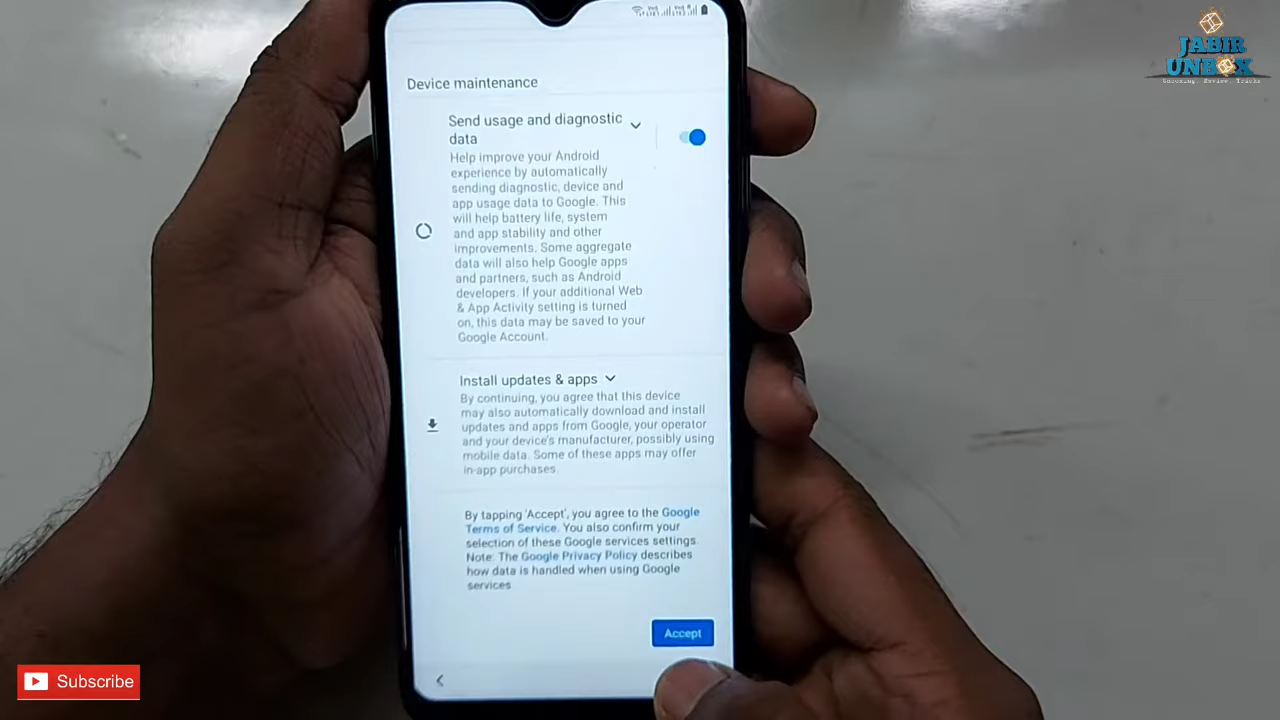 JABIR
UNBOX
Unboxing. Review. Tricks
Device maintenance
Send usage and diagnostic
data
Help improve your Android
experience by automatically
sending diagnostic, device and
app usage data to Google. This
will help battery life, system
and app stability and other
improvements. Some aggregate
data will also help Google apps
and partners, such as Android
developers. If your additional Web
& App Activity setting is turned
on, this data may be saved to your
Google Account.
Install updates & apps
By continuing, you agree that this device
may also automatically download and install
updates and apps from Google, your operator
and your device's manufacturer, possibly using
mobile data. Some of these apps may offer
in-app purchases.
By tapping 'Accept', you agree to the Google
Terms of Service. You also confirm your
selection of these Google services settings.
Note: The Google Privacy Policy describes
how data is handled when using Google
services
Accept
Subscribe